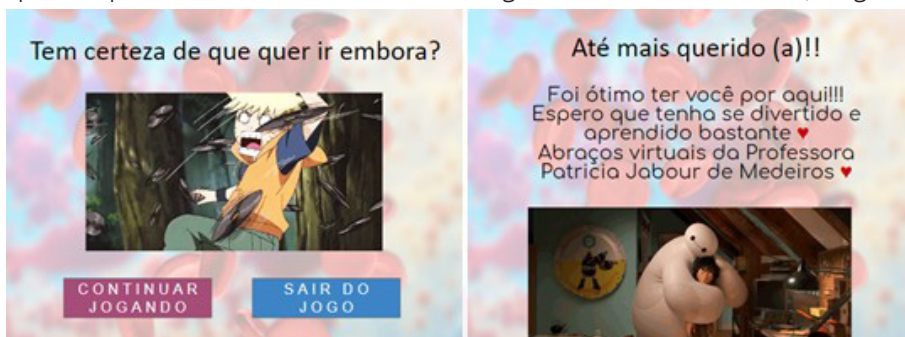 Tem certeza de que quer ir embora?
CONTINUAR
JOGANDO
SAIR DO
JOGO
Até mais querido (a)!!
Foi ótimo ter você por aqui!!!
Espero que tenha se divertido e
aprendido bastante ♥
Abraços virtuais da Professora
Patricia Jabour de Medeiros ♥